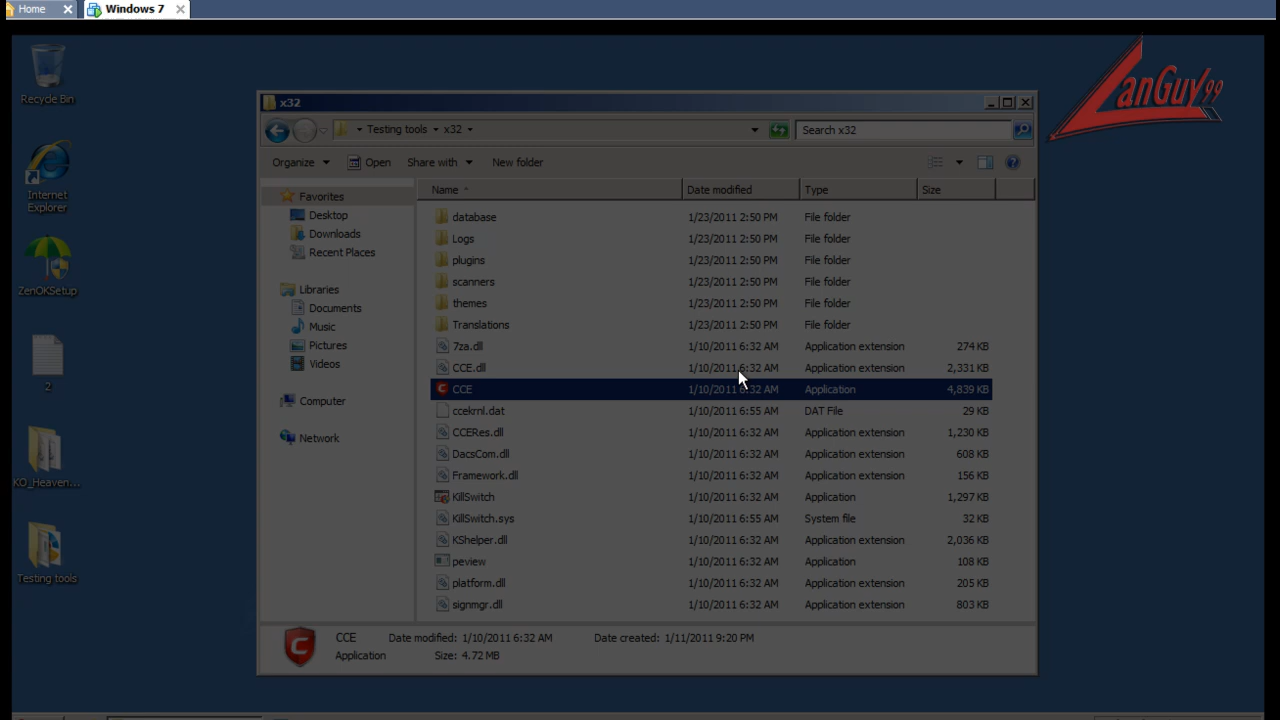 Home
Windows 7
Recycle Bin
Internet
Explorer
ZenOKSetup
2
KO_Heaven...
Testing tools
LanGuy99
x32
Testing tools x32
Search x32
Organize Open Share with New folder
Favorites
Desktop
Downloads
Recent Places
Libraries
Documents
Music
Pictures
Videos
Computer
Network
Name Date modified Type Size
database 1/23/2011 2:50 PM File folder
Logs 1/23/2011 2:50 PM File folder
plugins 1/23/2011 2:50 PM File folder
scanners 1/23/2011 2:50 PM File folder
themes 1/23/2011 2:50 PM File folder
Translations 1/23/2011 2:50 PM File folder
7za.dll 1/10/2011 6:32 AM Application extension 274 KB
CCE.dll 1/10/2011 6:32 AM Application extension 2,331 KB
CCE 1/10/2011 6:32 AM Application 4,839 KB
ccekrnl.dat 1/10/2011 6:55 AM DAT File 29 KB
CCERes.dll 1/10/2011 6:32 AM Application extension 1,230 KB
DacsCom.dll 1/10/2011 6:32 AM Application extension 608 KB
Framework.dll 1/10/2011 6:32 AM Application extension 156 KB
KillSwitch 1/10/2011 6:32 AM Application 1,297 KB
KillSwitch.sys 1/10/2011 6:55 AM System file 32 KB
KShelper.dll 1/10/2011 6:32 AM Application extension 2,036 KB
peview 1/10/2011 6:32 AM Application 108 KB
platform.dll 1/10/2011 6:32 AM Application extension 205 KB
signmgr.dll 1/10/2011 6:32 AM Application extension 803 KB
CCE Date modified: 1/10/2011 6:32 AM Date created: 1/11/2011 9:20 PM
Application Size: 4.72 MB